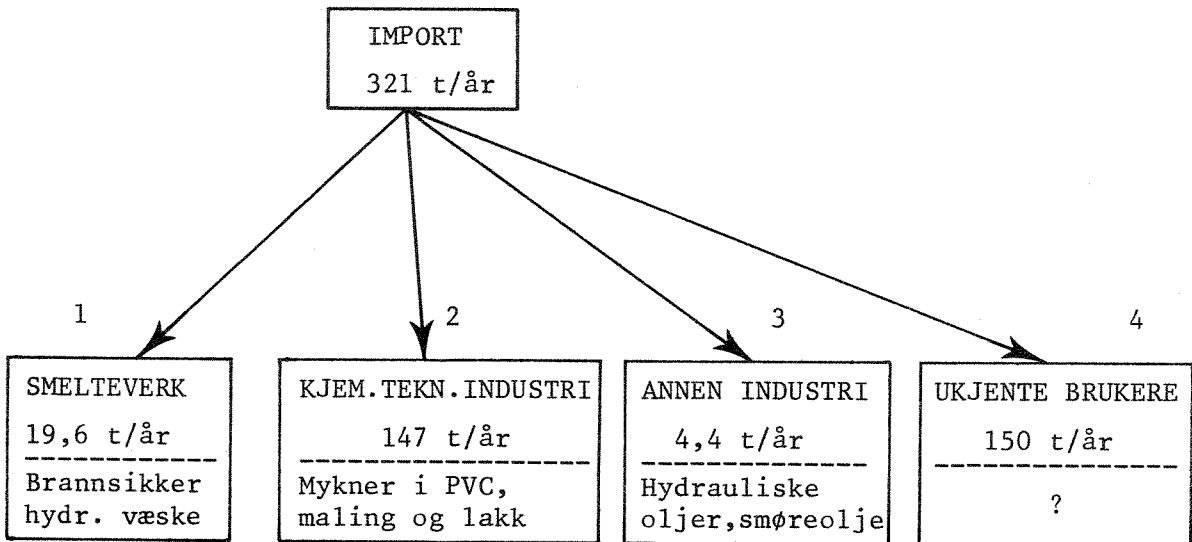 IMPORT
321 t/år
1
2
3
4
SMELTEVERK
19,6 t/år
Brannsikker
hydr. væske
KJEM.TEKN.INDUSTRI
147 t/år
Mykner i PVC,
maling og lakk
ANNEN INDUSTRI
4,4 t/år
Hydrauliske
oljer,smøreolje
UKJENTE BRUKERE
150 t/år
?